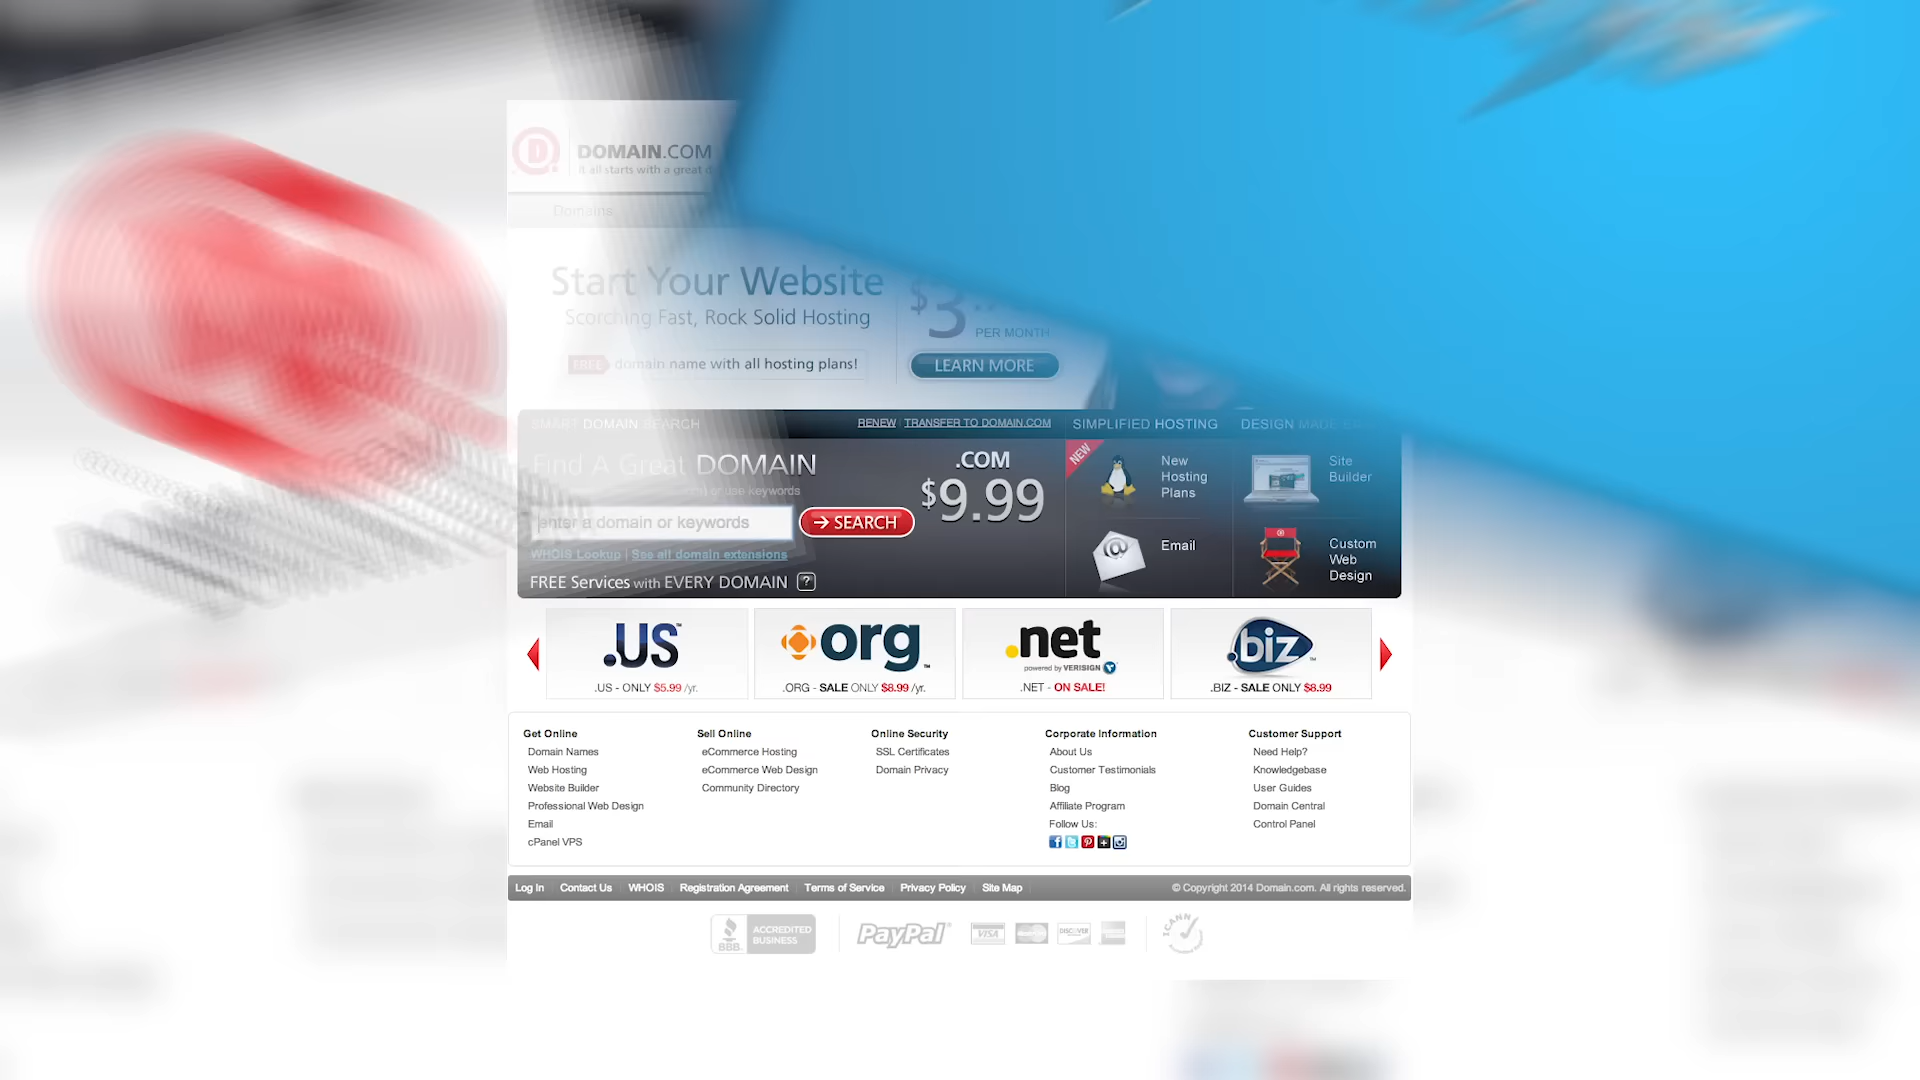 DOMAIN.COM
it all starts with a great
Domains
Start Your Website
Scorching Fast, Rock Solid Hosting
$3
PER MONTH
FREE domain name with all hosting plans!
LEARN MORE
SMART DOMAIN SEARCH
RENEW
TRANSFER TO DOMAIN.COM
SIMPLIFIED HOSTING
DESIGN MADE
Find A Great DOMAIN
or use keywords
enter a domain or keywords
SEARCH
.COM
$9.99
WHOIS Lookup | See all domain extensions
FREE Services with EVERY DOMAIN ?
NEW
New
Hosting
Plans
Site
Builder
Email
Custom
Web
Design
.US™
.US - ONLY $5.99 /yr.
org™
.ORG - SALE ONLY $8.99 /yr.
.net
powered by VERISIGN
.NET - ON SALE!
.biz™
.BIZ - SALE ONLY $8.99
Get Online
Domain Names
Web Hosting
Website Builder
Professional Web Design
Email
cPanel VPS
Sell Online
eCommerce Hosting
eCommerce Web Design
Community Directory
Online Security
SSL Certificates
Domain Privacy
Corporate Information
About Us
Customer Testimonials
Blog
Affiliate Program
Follow Us:
Customer Support
Need Help?
Knowledgebase
User Guides
Domain Central
Control Panel
Log In
Contact Us
WHOIS
Registration Agreement
Terms of Service
Privacy Policy
Site Map
© Copyright 2014 Domain.com. All rights reserved.
BBB
ACCREDITED
BUSINESS
PayPal
VISA
DISCOVER
ICANN